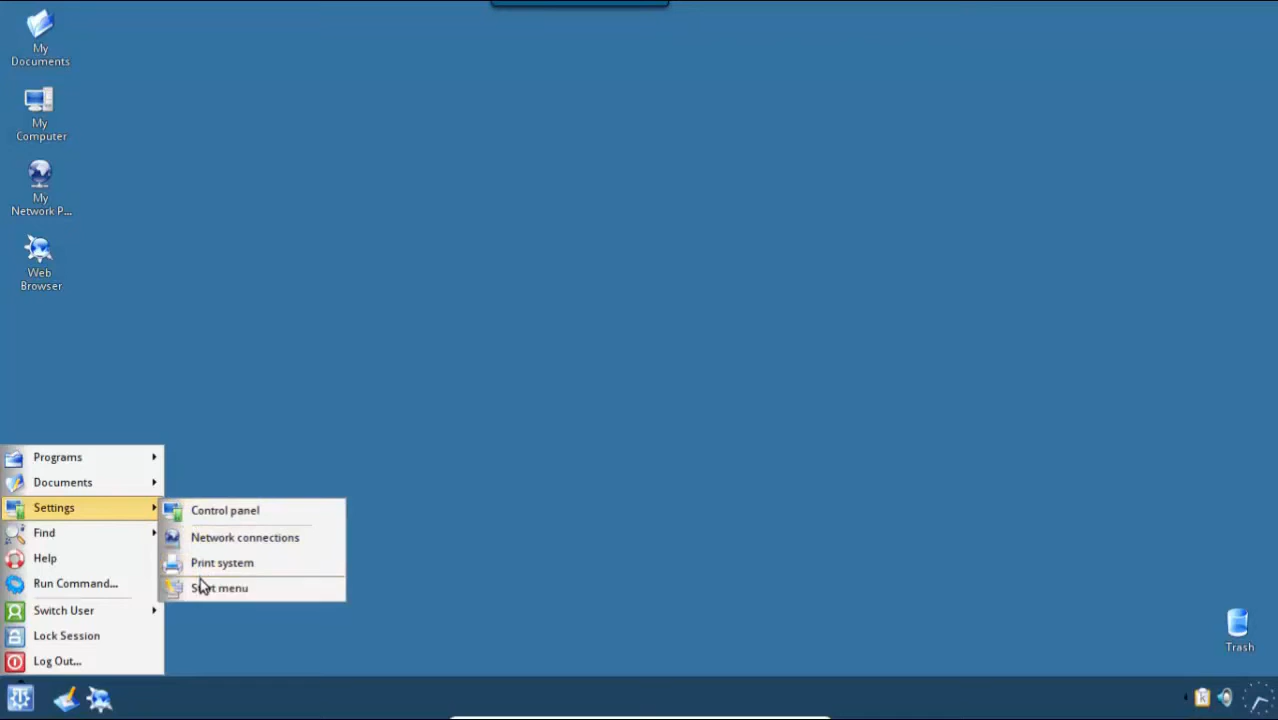 My
Documents
My
Computer
My
Network P...
Web
Browser
Programs
Documents
Settings
Find
Help
Run Command...
Switch User
Lock Session
Log Out...
Control panel
Network connections
Print system
menu
Trash